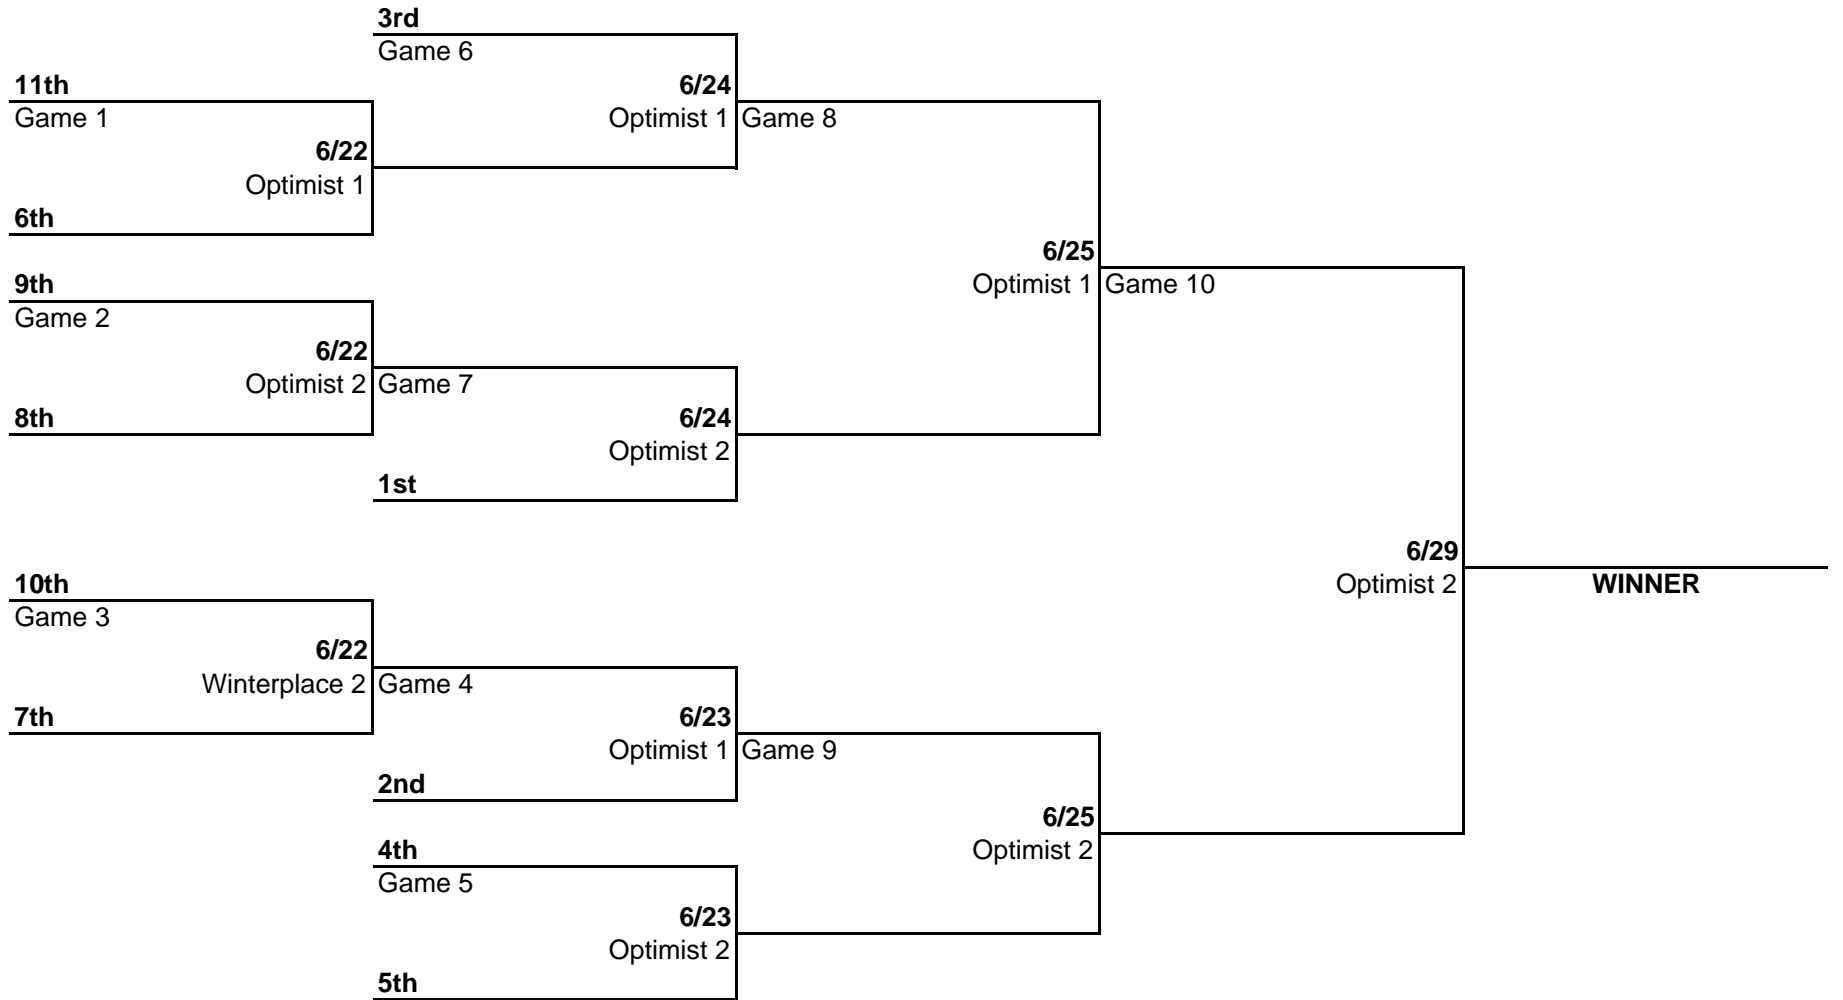 3rd
Game 6
11th
6/24
Game 1
Optimist 1
Game 8
6/22
Optimist 1
6th
6/25
9th
Optimist 1
Game 10
Game 2
6/22
Optimist 2
Game 7
8th
6/24
Optimist 2
1st
6/29
10th
Optimist 2
WINNER
Game 3
6/22
Winterplace 2
Game 4
7th
6/23
Optimist 1
Game 9
2nd
6/25
4th
Optimist 2
Game 5
6/23
Optimist 2
5th